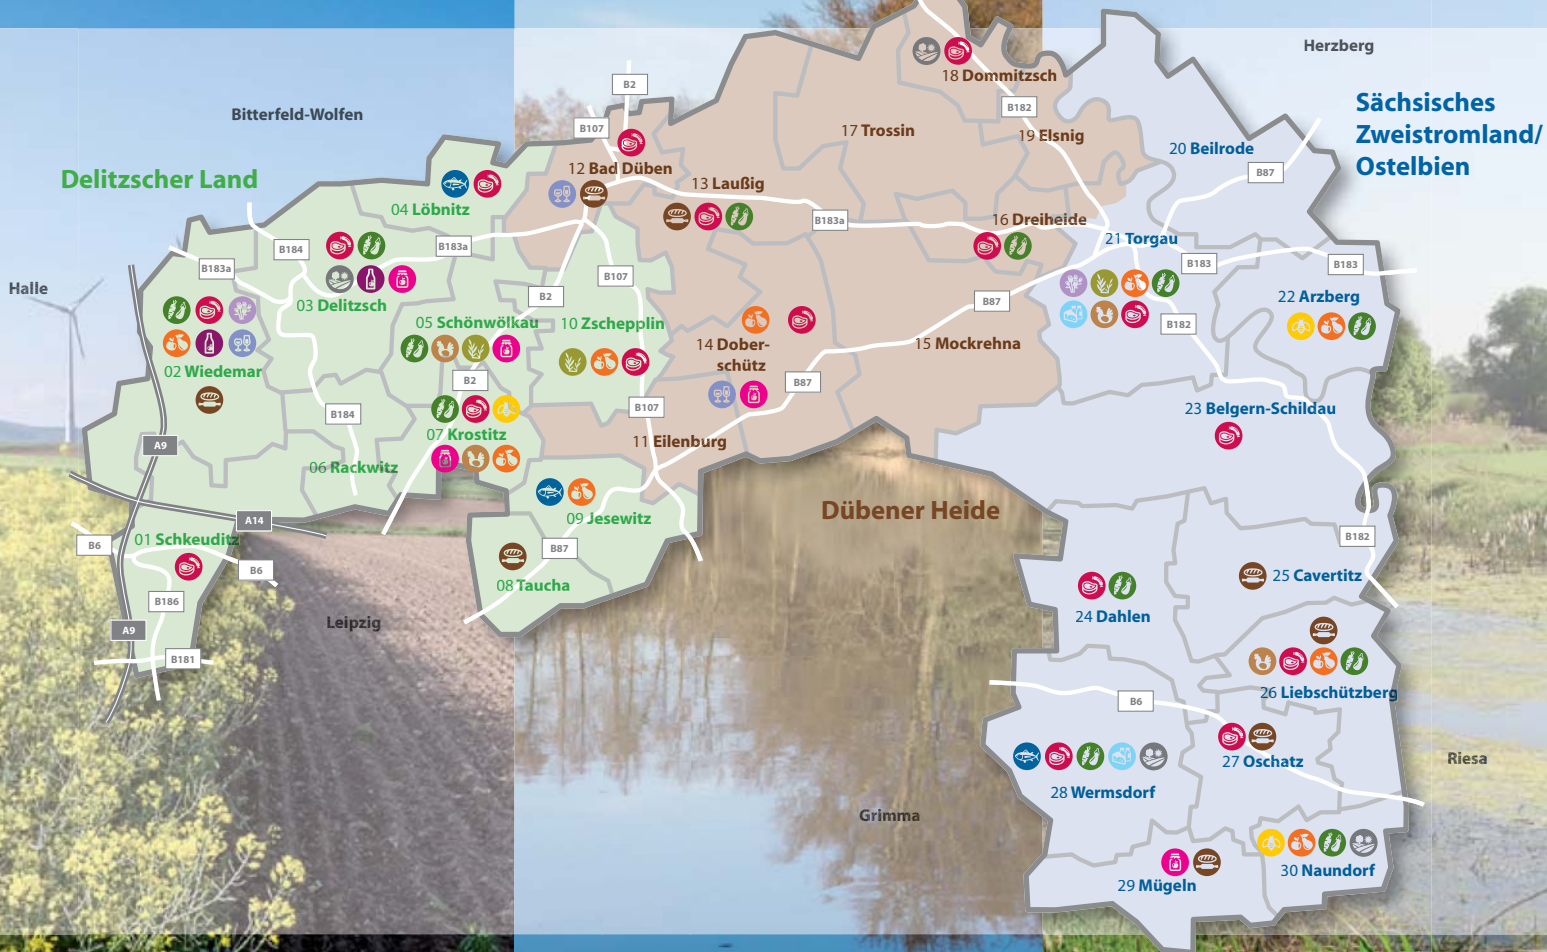 Herzberg
18 Dommitzsch
B2
Sächsisches
Zweistromland/
Ostelbien
B182
Bitterfeld-Wolfen
B107
17 Trossin
19 Elsnig
20 Beilrode
12 Bad Düben
B87
Delitzscher Land
13 Laußig
04 Löbnitz
B183a
16 Dreiheide
21 Torgau
B184
B183a
B183a
B183
B183
Halle
B107
03 Delitzsch
B2
B87
22 Arzberg
05 Schönwölkau
10 Zschepplin
B182
14 Dober-
schütz
15 Mockrehna
02 Wiedemar
B2
B87
B184
B107
23 Belgern-Schildau
07 Krostitz
11 Eilenburg
A9
06 Rackwitz
Dübener Heide
A14
09 Jesewitz
01 Schkeuditz
B6
B182
B87
B6
25 Cavertitz
08 Taucha
B186
24 Dahlen
Leipzig
A9
B181
26 Liebschützberg
B6
27 Oschatz
Riesa
28 Wermsdorf
Grimma
30 Naundorf
29 Mügeln